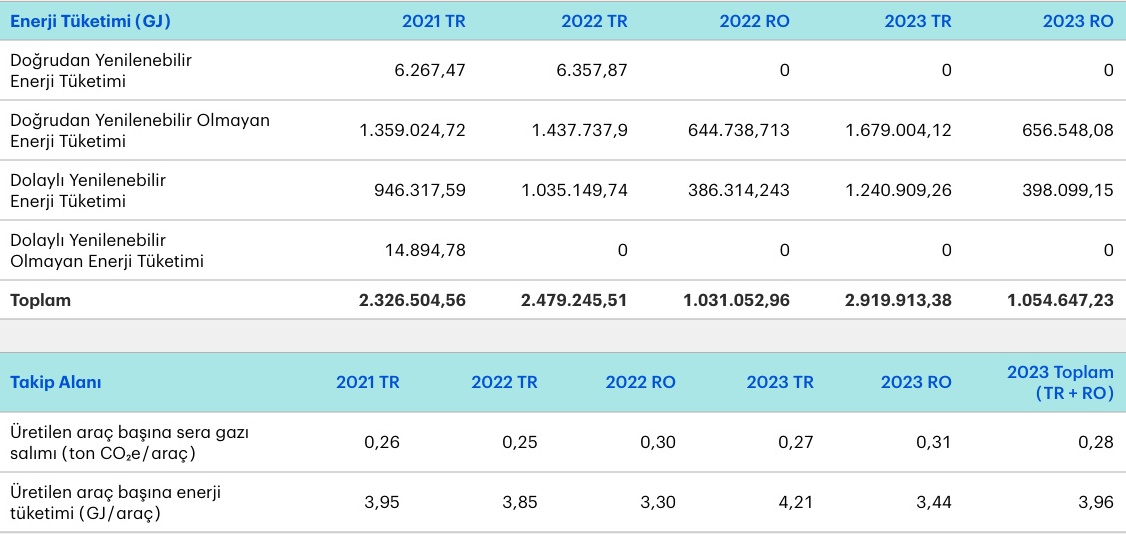 Enerji Tüketimi (GJ) 2021 TR 2022 TR 2022 RO 2023 TR 2023 RO
Doğrudan Yenilenebilir
Enerji Tüketimi 6.267,47 6.357,87 0 0 0
Doğrudan Yenilenebilir Olmayan
Enerji Tüketimi 1.359.024,72 1.437.737,9 644.738,713 1.679.004,12 656.548,08
Dolaylı Yenilenebilir
Enerji Tüketimi 946.317,59 1.035.149,74 386.314,243 1.240.909,26 398.099,15
Dolaylı Yenilenebilir
Olmayan Enerji Tüketimi 14.894,78 0 0 0 0
Toplam 2.326.504,56 2.479.245,51 1.031.052,96 2.919.913,38 1.054.647,23
Takip Alanı 2021 TR 2022 TR 2022 RO 2023 TR 2023 RO 2023 Toplam
(TR + RO)
Üretilen araç başına sera gazı
salımı (ton CO₂e/araç) 0,26 0,25 0,30 0,27 0,31 0,28
Üretilen araç başına enerji
tüketimi (GJ/araç) 3,95 3,85 3,30 4,21 3,44 3,96